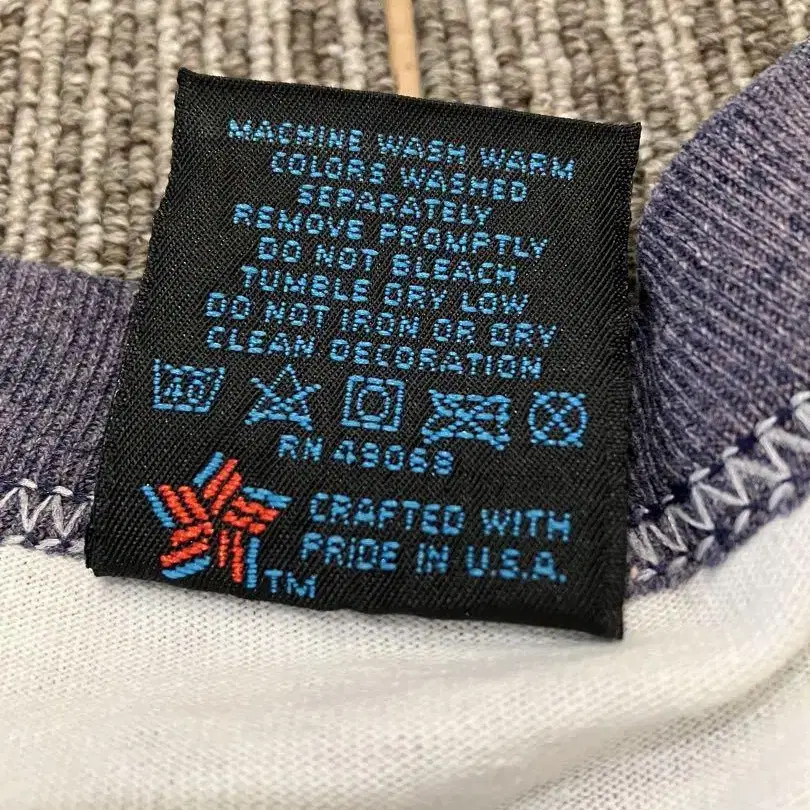 MACHINE WASH WARM
COLORS WASHED
SEPARATELY
REMOVE PROMPTLY
DO NOT BLEACH
TUMBLE DRY LOW
DO NOT IRON OR DRY
CLEAN DECORATION
40
RN 49068
CRAFTED WITH
PRIDE IN U.S.A.
TM